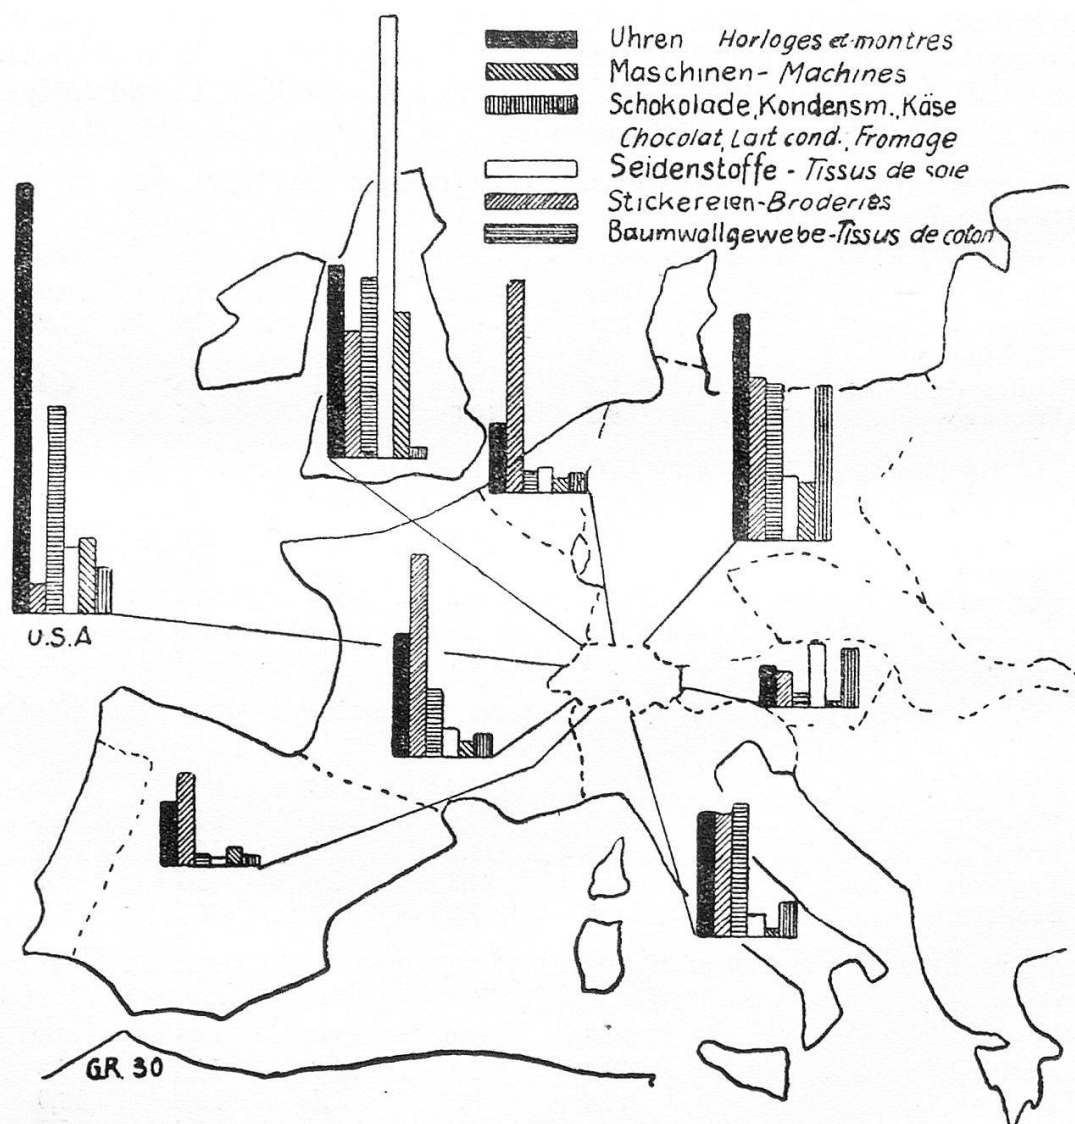 Uhren Horloges et montres
Maschinen - Machines
Schokolade, Kondensm., Käse
Chocolat, Lait cond., Fromage
Seidenstoffe - Tissus de soie
Stickereien - Broderies
Baumwollgewebe - Tissus de coton
U.S.A
GR. 30